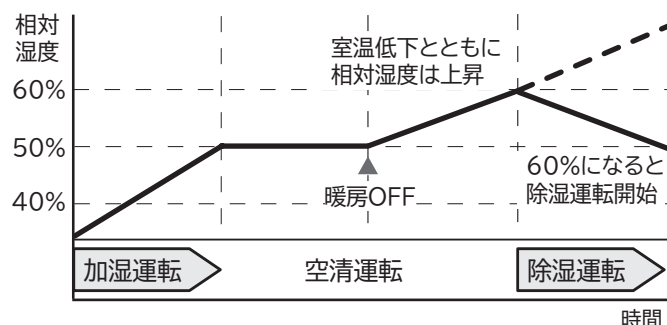 相対
湿度
室温低下とともに
相対湿度は上昇
60%
50%
40%
暖房OFF
60%になると
除湿運転開始
加湿運転
空清運転
除湿運転
時間